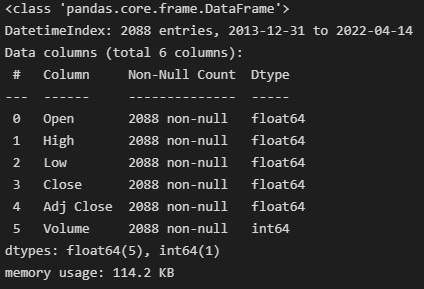 <class 'pandas.core.frame.DataFrame'>
DatetimeIndex: 2088 entries, 2013-12-31 to 2022-04-14
Data columns (total 6 columns):
 #   Column     Non-Null Count  Dtype
---  ------     --------------  -----
 0   Open       2088 non-null   float64
 1   High       2088 non-null   float64
 2   Low        2088 non-null   float64
 3   Close      2088 non-null   float64
 4   Adj Close  2088 non-null   float64
 5   Volume     2088 non-null   int64
dtypes: float64(5), int64(1)
memory usage: 114.2 KB